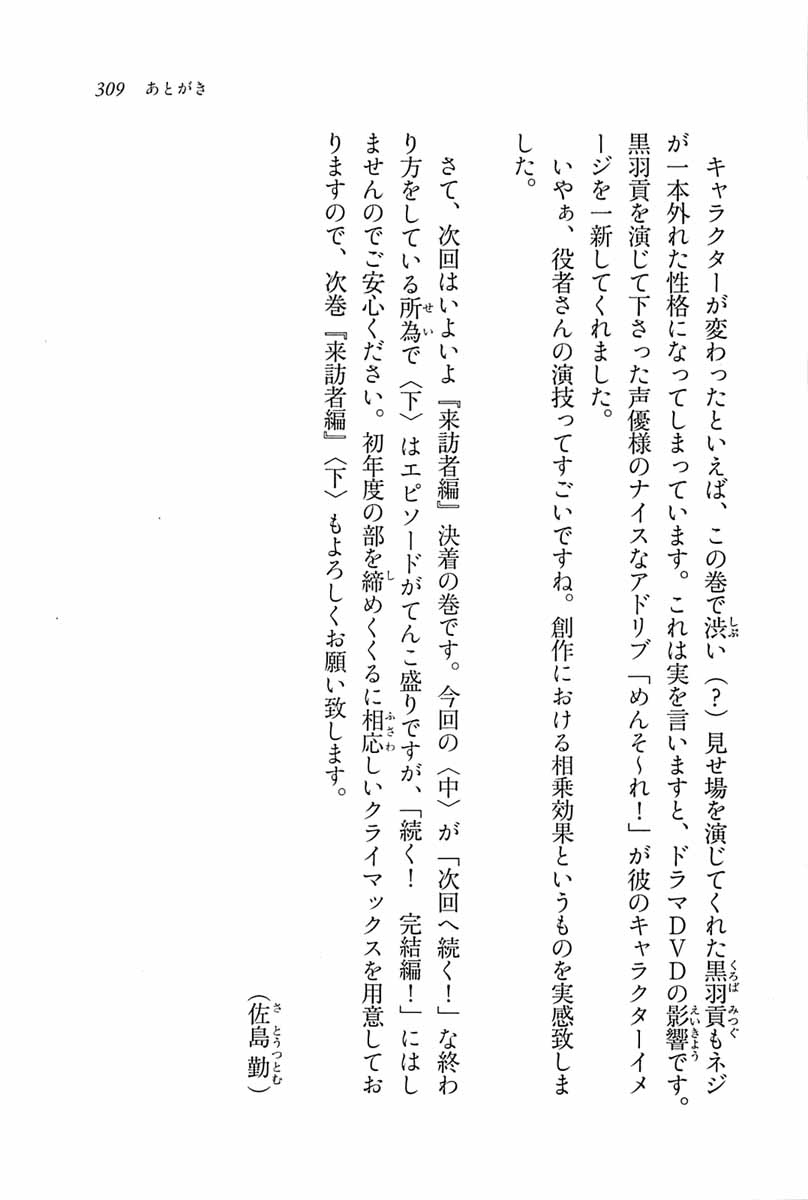 309 あとがき
キャラクターが変わったといえば、この巻で渋い（？）見せ場を演じてくれた黒羽貢もネジ
が一本外れた性格になってしまっています。これは実を言いますと、ドラマDVDの影響です。
黒羽貢を演じて下さった声優様のナイスなアドリブ「めんそ～れ！」が彼のキャラクターイメ
ージを一新してくれました。
いやぁ、役者さんの演技ってすごいですね。創作における相乗効果というものを実感致しま
した。
さて、次回はいよいよ『来訪者編』決着の巻です。今回の〈中〉が「次回へ続く！」な終わ
り方をしている所為で〈下〉はエピソードがてんこ盛りですが、「続く！　完結編！」にはし
ませんのでご安心ください。初年度の部を締めくくるに相応しいクライマックスを用意してお
りますので、次巻『来訪者編』〈下〉もよろしくお願い致します。
（佐島 勤）